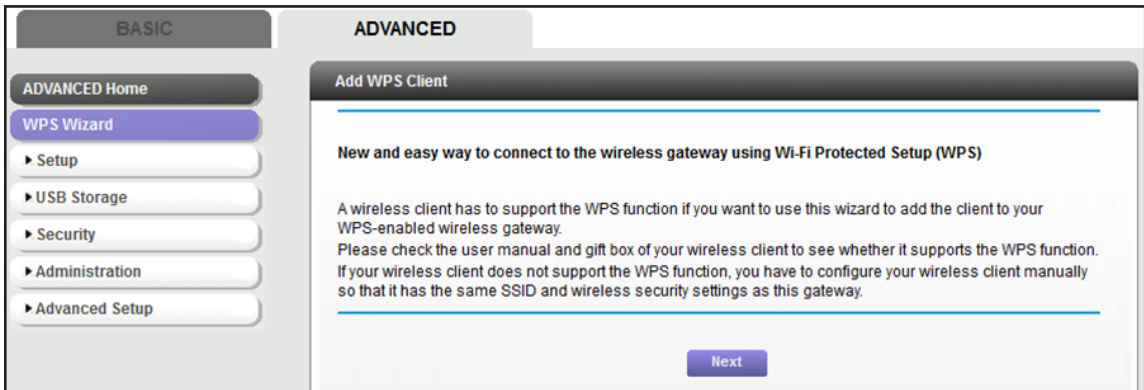 BASIC
ADVANCED
ADVANCED Home
WPS Wizard
Setup
USB Storage
Security
Administration
Advanced Setup
Add WPS Client
New and easy way to connect to the wireless gateway using Wi-Fi Protected Setup (WPS)
A wireless client has to support the WPS function if you want to use this wizard to add the client to your
WPS-enabled wireless gateway.
Please check the user manual and gift box of your wireless client to see whether it supports the WPS function.
If your wireless client does not support the WPS function, you have to configure your wireless client manually
so that it has the same SSID and wireless security settings as this gateway.
Next